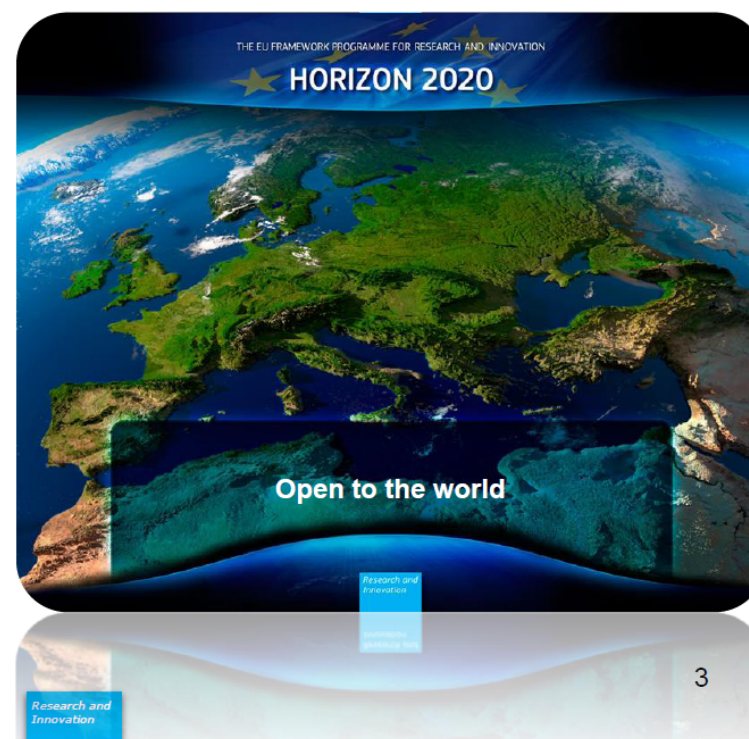 THE EU FRAMEWORK PROGRAMME FOR RESEARCH AND INNOVATION
HORIZON 2020
Open to the world
Research and
Innovation
3
Research and
Innovation